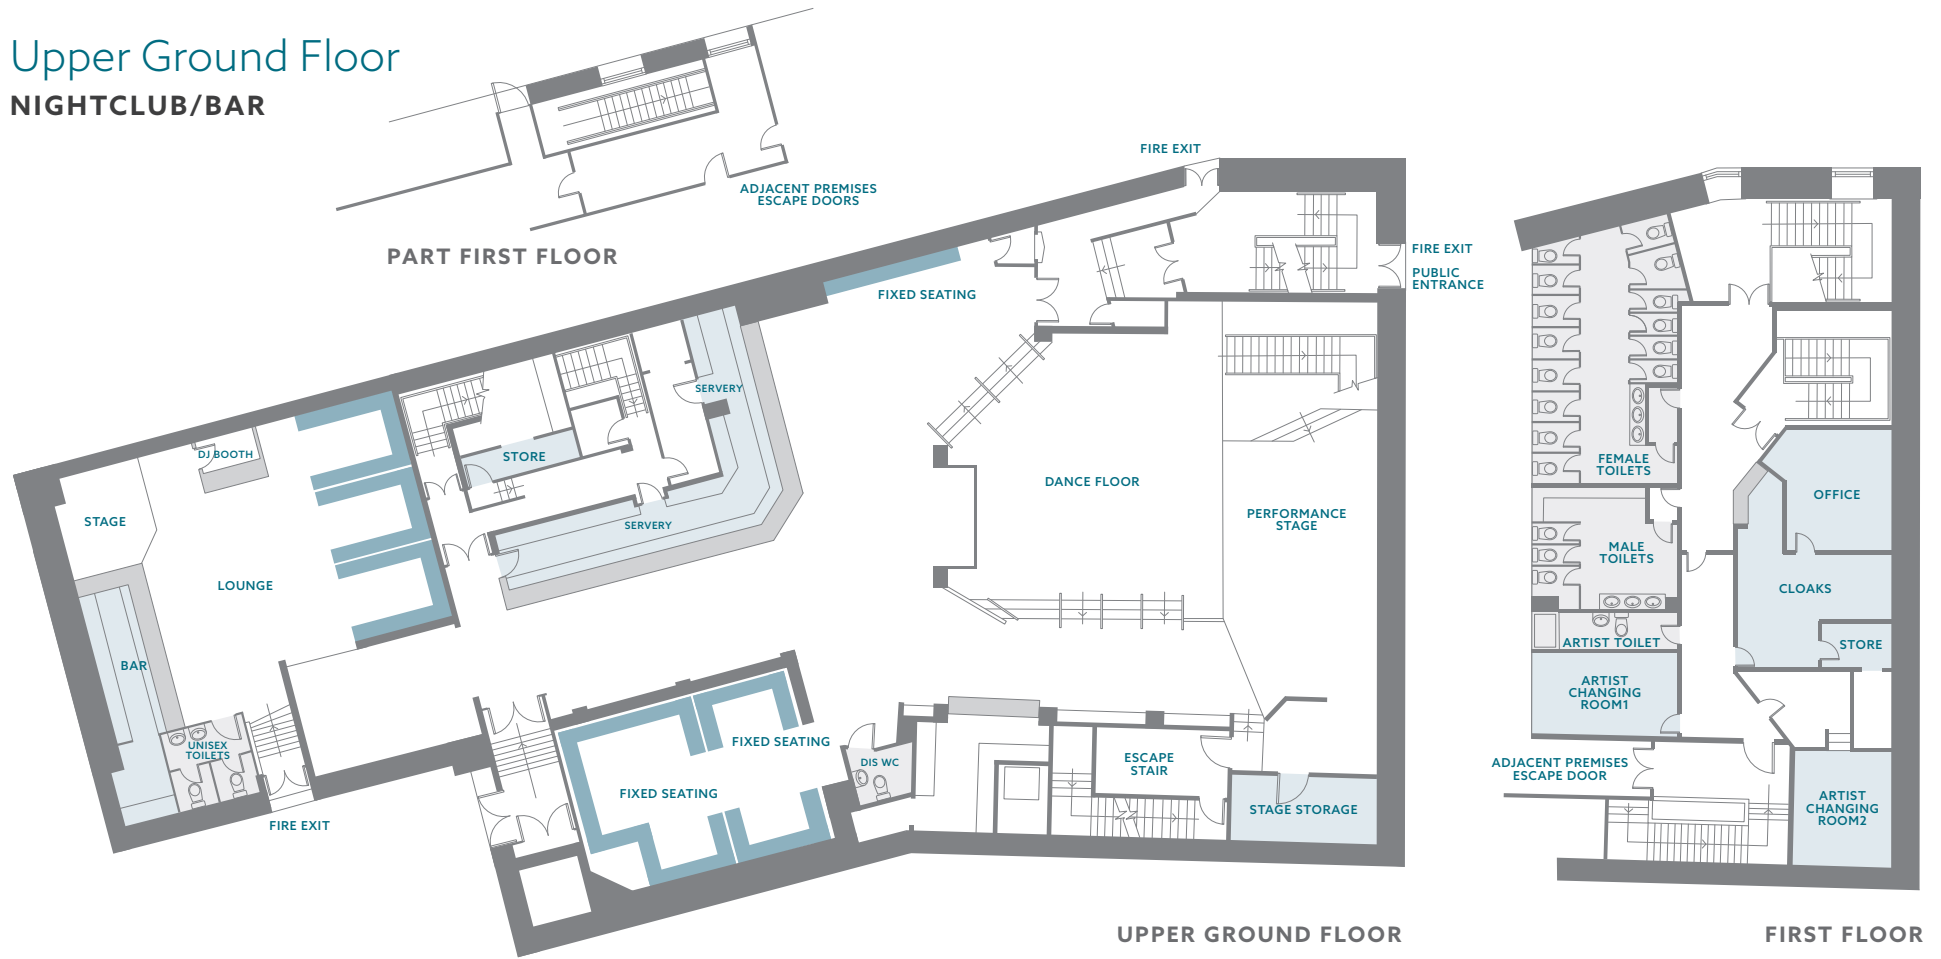 Upper Ground Floor
NIGHTCLUB/BAR
ADJACENT PREMISES
ESCAPE DOORS
PART FIRST FLOOR
FIRE EXIT
FIRE EXIT
PUBLIC
ENTRANCE
FIXED SEATING
SERVERY
STORE
DJ BOOTH
STAGE
SERVERY
LOUNGE
BAR
UNISEX
TOILETS
FIRE EXIT
DANCE FLOOR
PERFORMANCE
STAGE
FIXED SEATING
FIXED SEATING
DIS WC
ESCAPE
STAIR
STAGE STORAGE
UPPER GROUND FLOOR
FEMALE
TOILETS
OFFICE
MALE
TOILETS
CLOAKS
ARTIST TOILET
STORE
ARTIST
CHANGING
ROOM1
ADJACENT PREMISES
ESCAPE DOOR
ARTIST
CHANGING
ROOM2
FIRST FLOOR